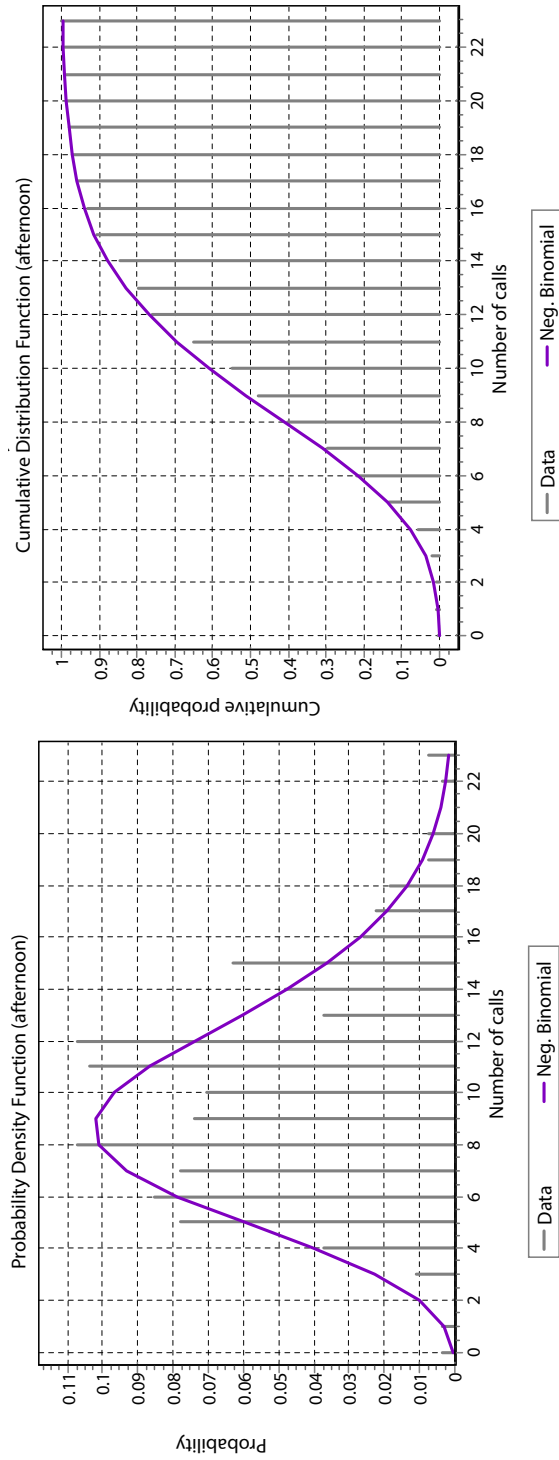 Probability Density Function (afternoon)
Probability
0.11
0.1
0.09
0.08
0.07
0.06
0.05
0.04
0.03
0.02
0.01
0
0 2 4 6 8 10 12 14 16 18 20 22
Number of calls
Data Neg. Binomial
Cumulative Distribution Function (afternoon)
Cumulative probability
1
0.9
0.8
0.7
0.6
0.5
0.4
0.3
0.2
0.1
0
0 2 4 6 8 10 12 14 16 18 20 22
Number of calls
Data Neg. Binomial